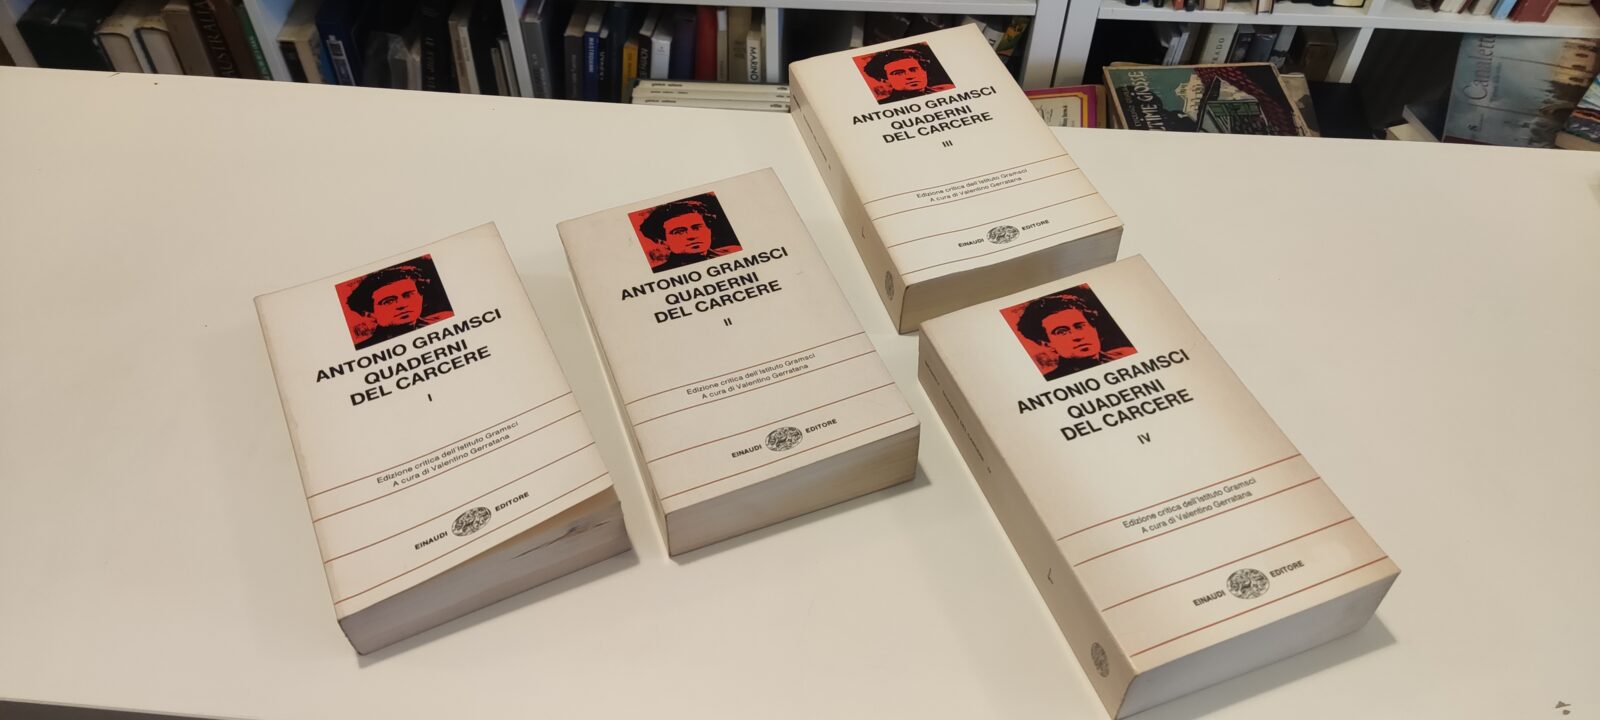 ANTONIO GRAMSCI
QUADERNI
DEL CARCERE
I
Edizione critica dell'Istituto Gramsci
A cura di Valentino Gerratana
EINAUDI EDITORE
ANTONIO GRAMSCI
QUADERNI
DEL CARCERE
II
Edizione critica dell'Istituto Gramsci
A cura di Valentino Gerratana
EINAUDI EDITORE
ANTONIO GRAMSCI
QUADERNI
DEL CARCERE
III
Edizione critica dell'Istituto Gramsci
A cura di Valentino Gerratana
EINAUDI EDITORE
ANTONIO GRAMSCI
QUADERNI
DEL CARCERE
IV
Edizione critica dell'Istituto Gramsci
A cura di Valentino Gerratana
EINAUDI EDITORE
AUSTRALIA
MARINO